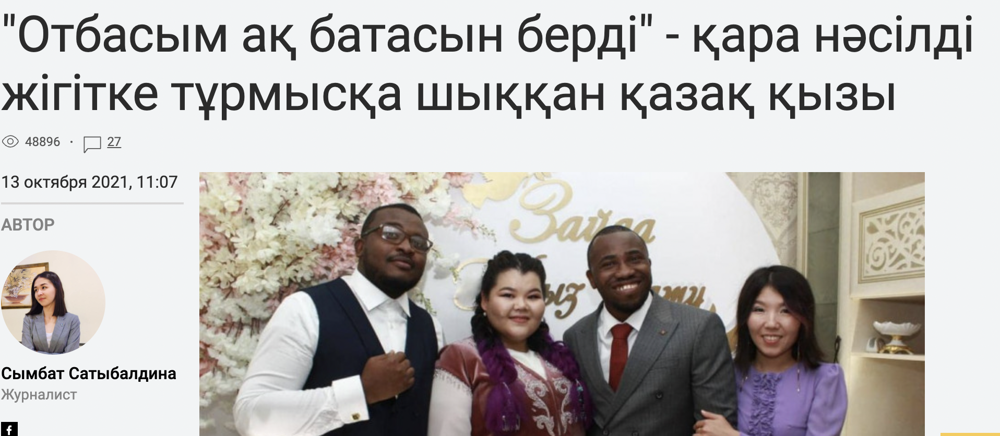 "Отбасым ақ батасын берді" - қара нәсілді
жігітке тұрмысқа шыққан қазақ қызы
48896 · 27
13 октября 2021, 11:07
АВТОР
Сымбат Сатыбалдина
Журналист
f